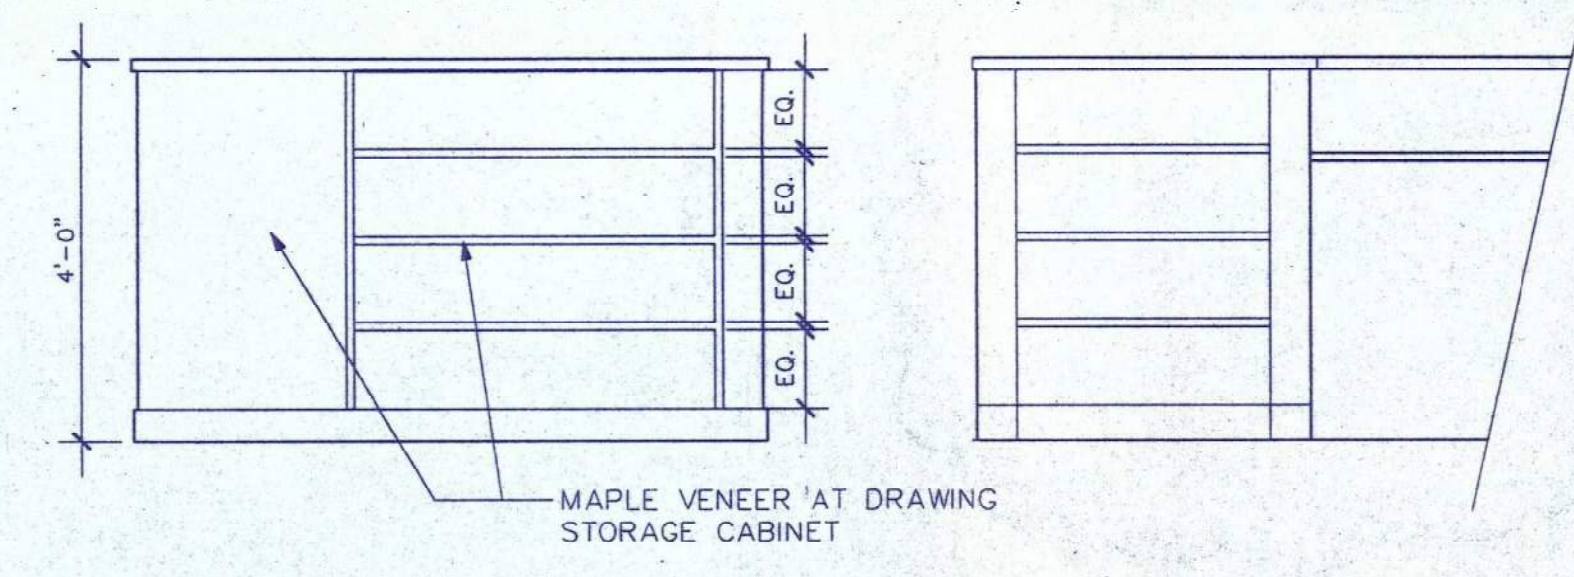 4'-0"
EQ.
EQ.
EQ.
EQ.
MAPLE VENEER AT DRAWING
STORAGE CABINET